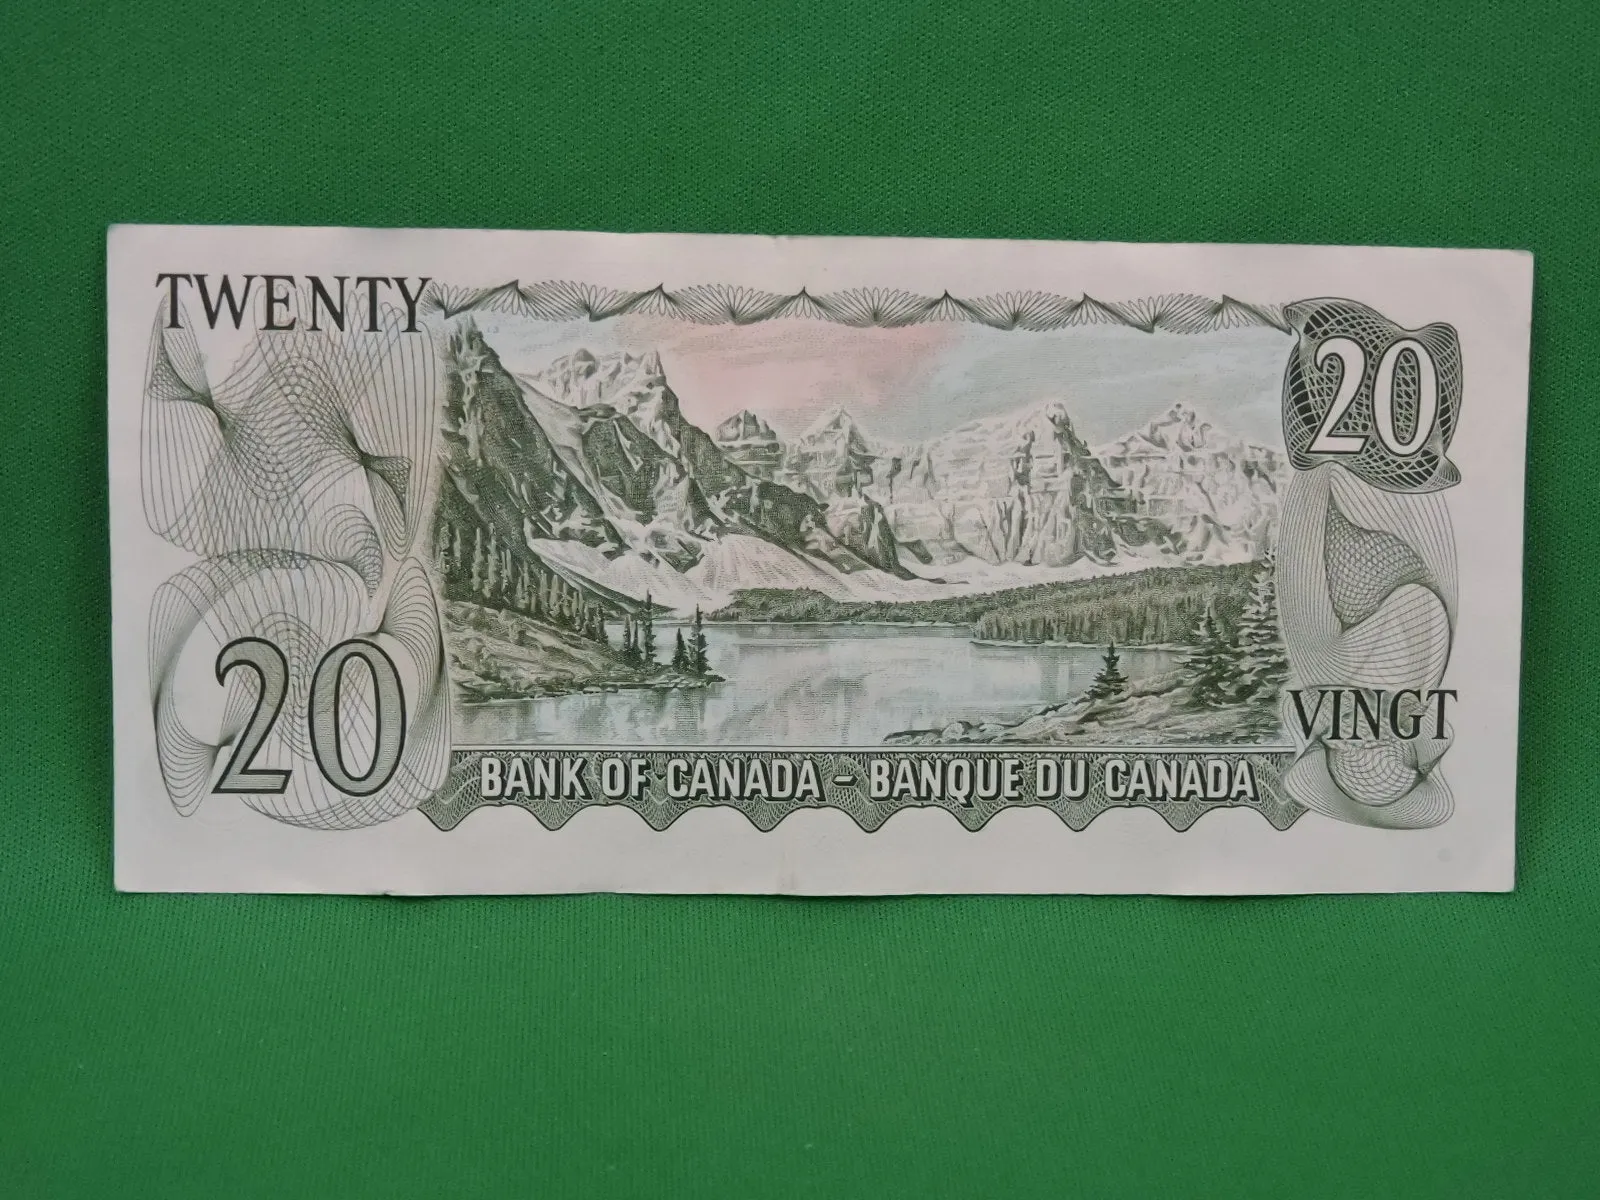 TWENTY
20
20
VINGT
BANK OF CANADA – BANQUE DU CANADA